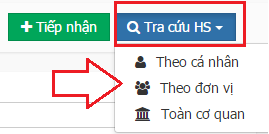 Tiếp nhận
Tra cứu HS
Theo cá nhân
Theo đơn vị
Toàn cơ quan